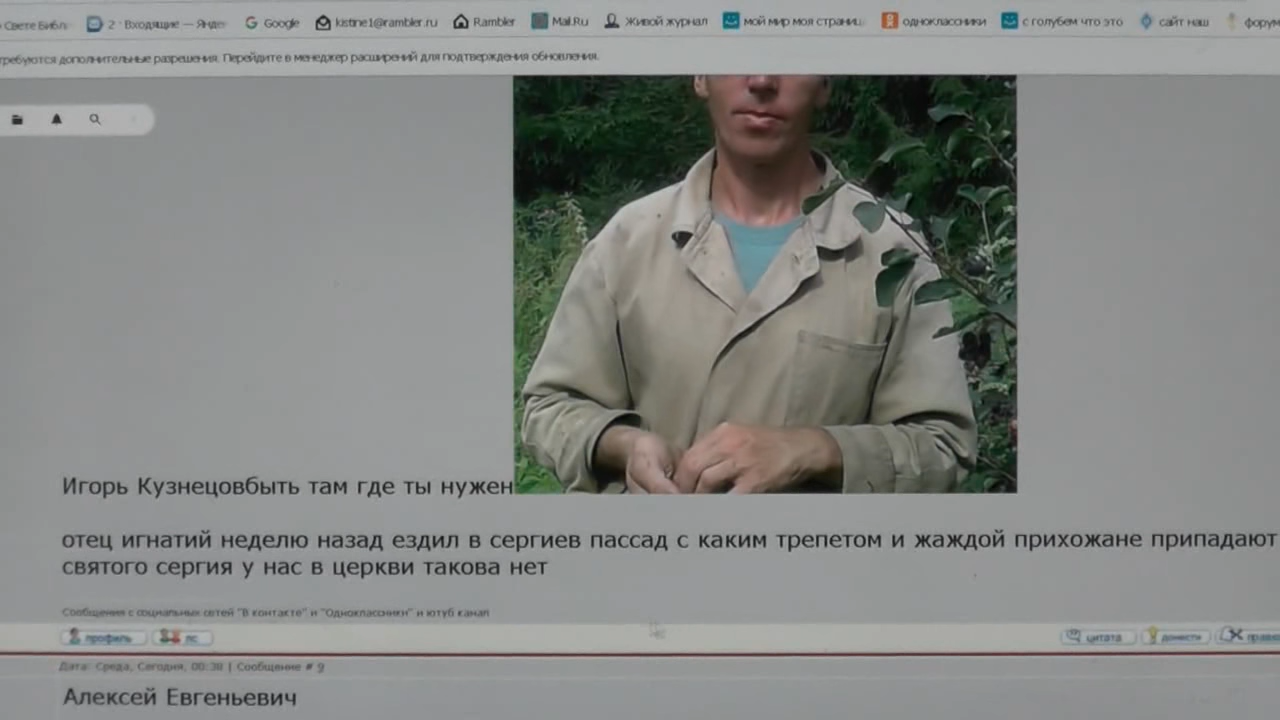 Свете Библ
2 · Входящие — Янде
Google
kistine1@rambler.ru
Rambler
Mail.Ru
Живой журнал
мой мир моя страниц
одноклассники
с голубем что это
сайт наш
форум
требуются дополнительные разрешения. Перейдите в менеджер расширений для подтверждения обновления.
Игорь Кузнецовбыть там где ты нужен
отец игнатий неделю назад ездил в сергиев пассад с каким трепетом и жаждой прихожане припадают
святого сергия у нас в церкви такова нет
Сообщения с социальных сетей "В контакте" и "Одноклассники" и ютуб канал
профиль
лс
цитата
донести
правк
Дата: Среда, Сегодня, 00:38 | Сообщение # 9
Алексей Евгеньевич